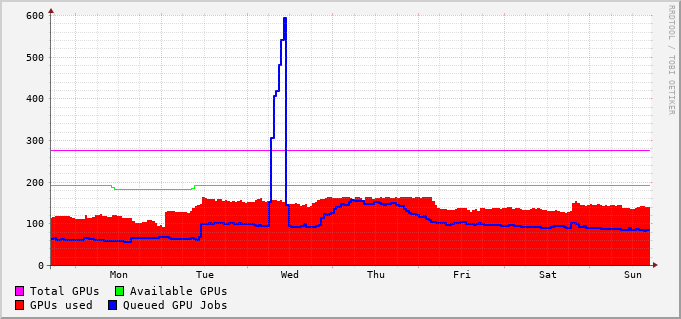 RRDTOOL / TOBI OETIKER
600
500
400
300
200
100
0
Mon Tue Wed Thu Fri Sat Sun
Total GPUs Available GPUs
GPUs used Queued GPU Jobs